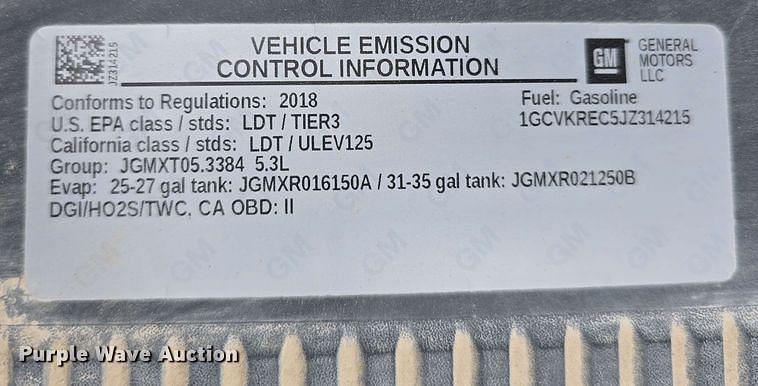 JZ314215
VEHICLE EMISSION
CONTROL INFORMATION
GM
GENERAL
MOTORS
LLC
Conforms to Regulations: 2018
U.S. EPA class / stds: LDT / TIER3
California class / stds: LDT / ULEV125
Group: JGMXT05.3384 5.3L
Evap: 25-27 gal tank: JGMXR016150A / 31-35 gal tank: JGMXR021250B
DGI/HO2S/TWC, CA OBD: II
Fuel: Gasoline
1GCVKREC5JZ314215
Purple Wave Auction